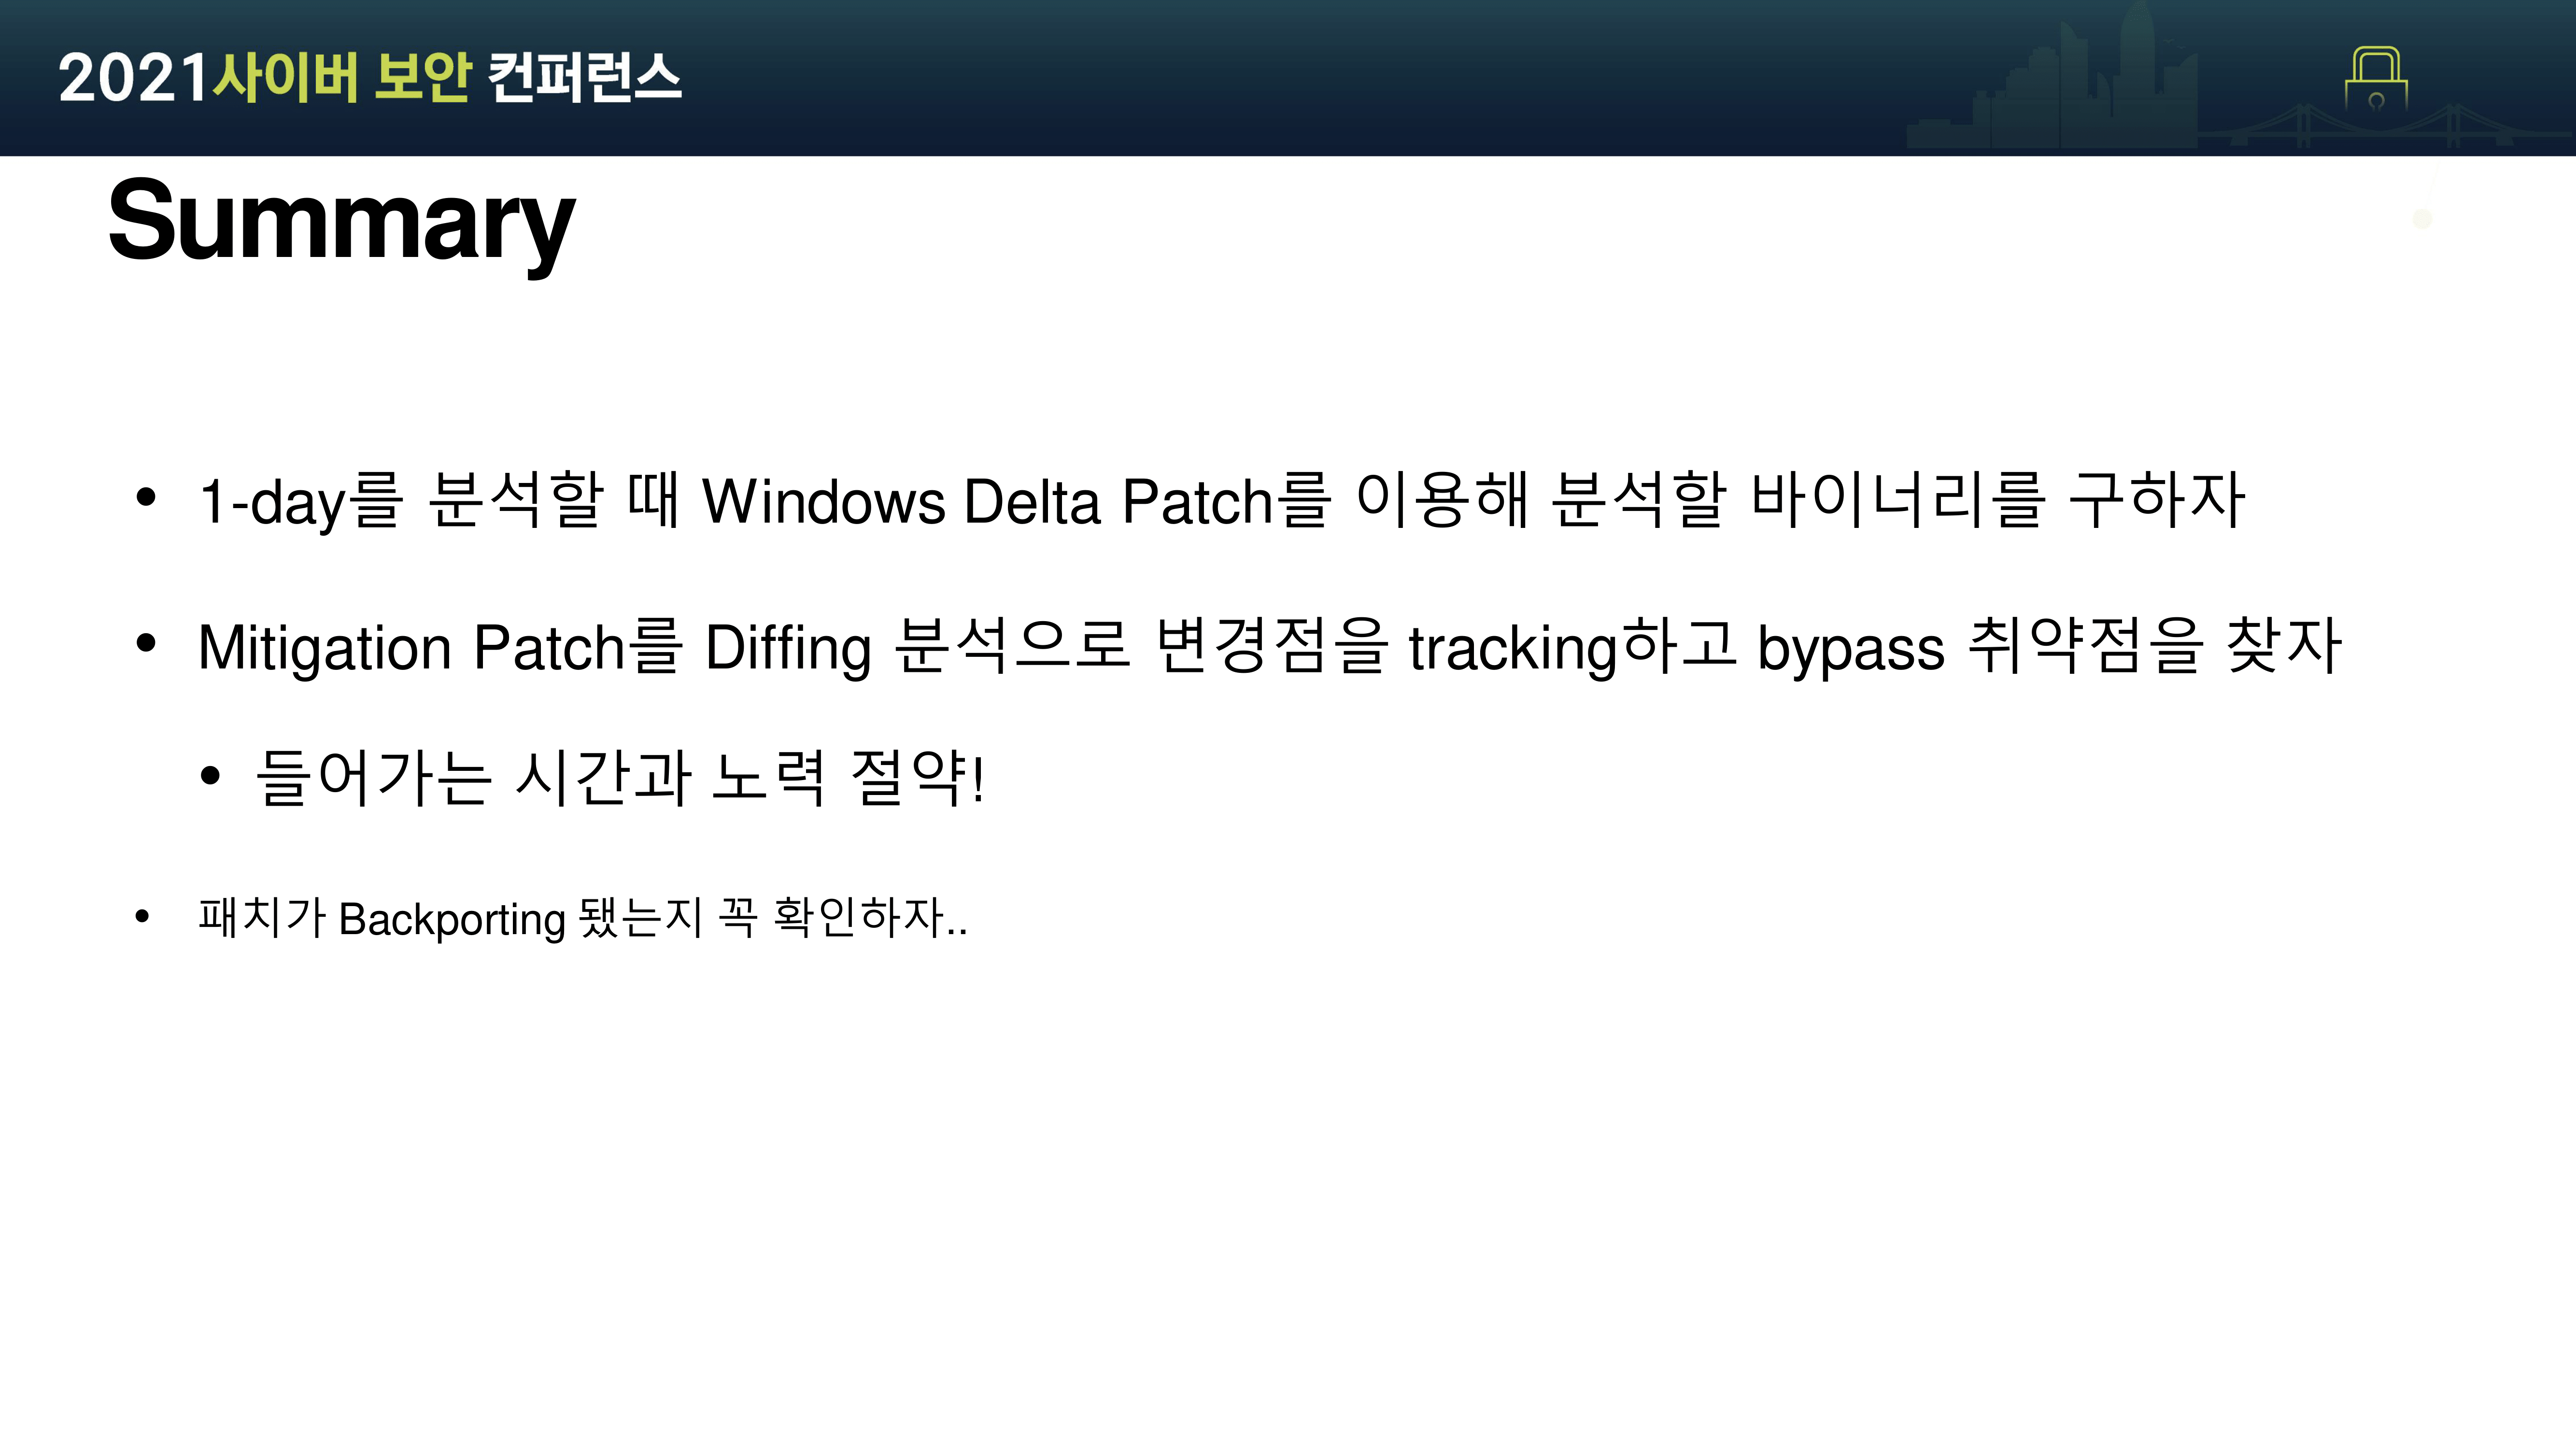 2021사이버 보안 컨퍼런스
Summary
• 1-day를 분석할 때 Windows Delta Patch를 이용해 분석할 바이너리를 구하자
• Mitigation Patch를 Diffing 분석으로 변경점을 tracking하고 bypass 취약점을 찾자
• 들어가는 시간과 노력 절약!
• 패치가 Backporting 됐는지 꼭 확인하자..